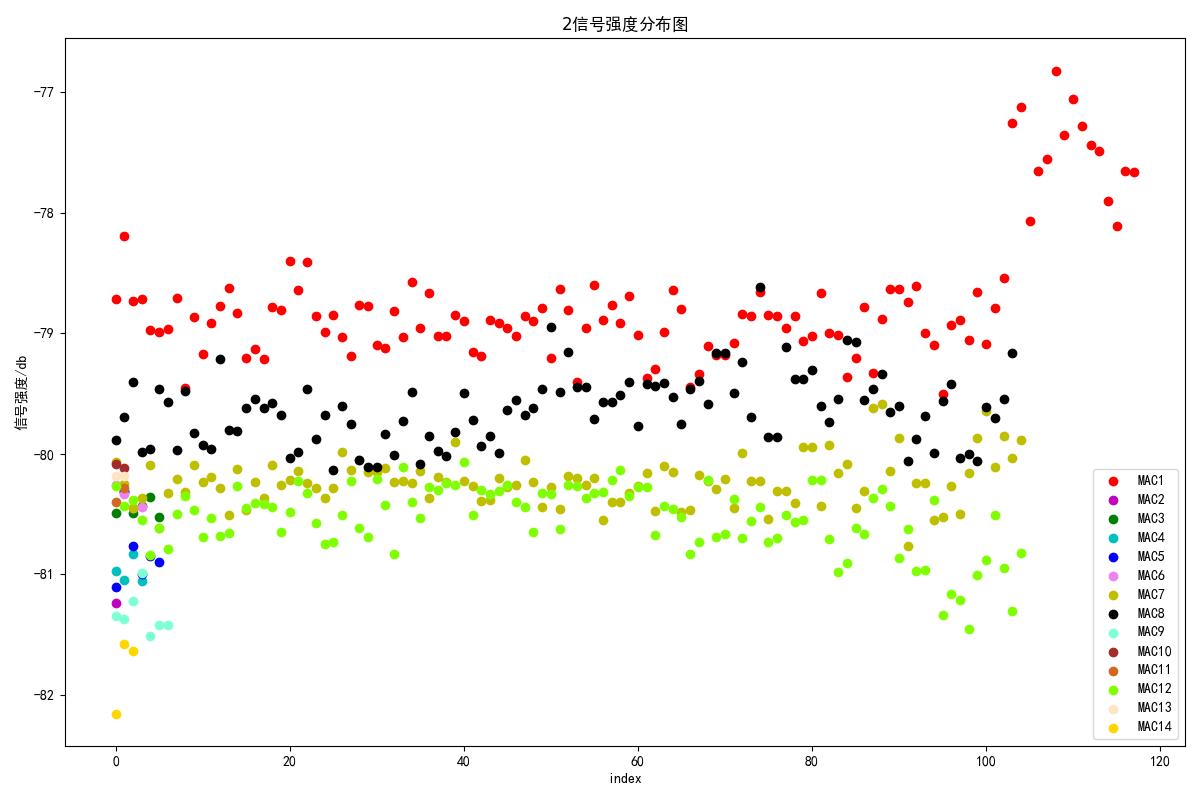 2信号强度分布图
信号强度/db
-77
-78
-79
-80
-81
-82
0
20
40
60
80
100
120
index
MAC1
MAC2
MAC3
MAC4
MAC5
MAC6
MAC7
MAC8
MAC9
MAC10
MAC11
MAC12
MAC13
MAC14